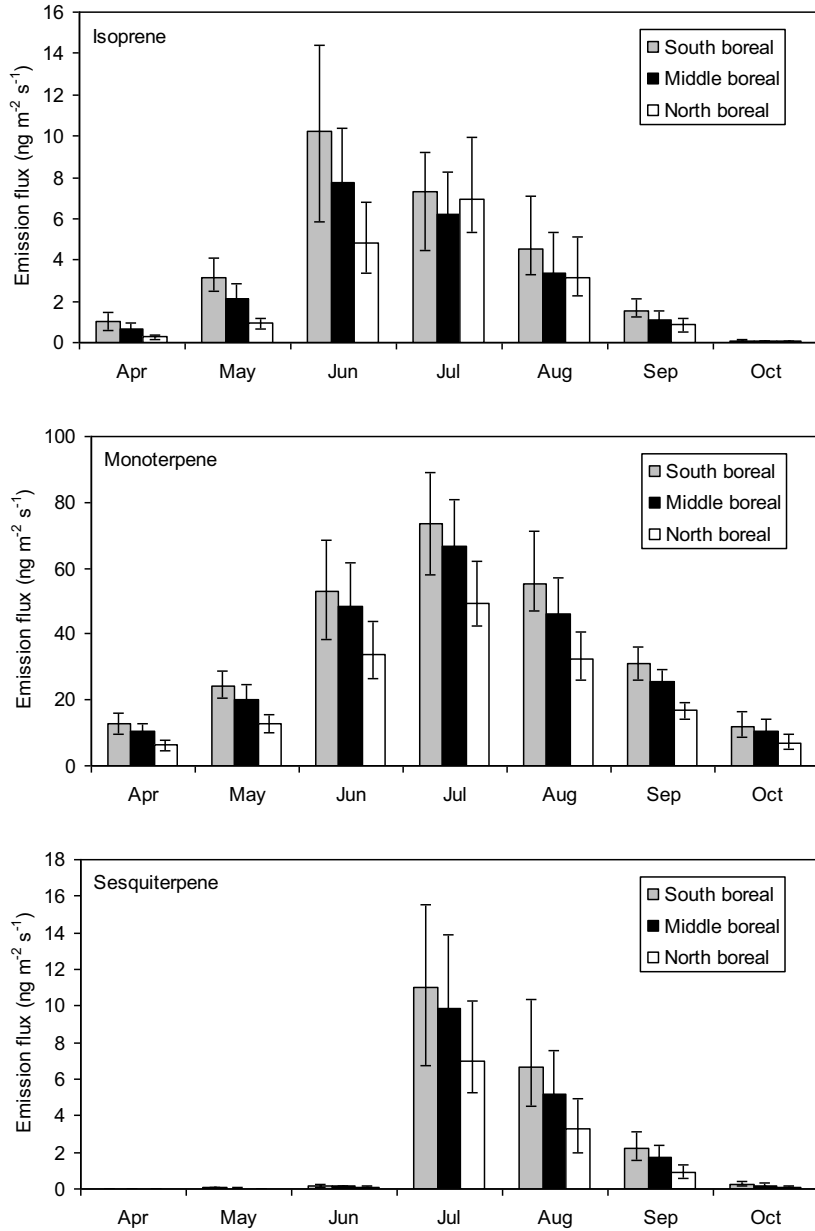 Isoprene
South boreal
Middle boreal
North boreal
Emission flux (ng m⁻² s⁻¹)
16
14
12
10
8
6
4
2
0
Apr May Jun Jul Aug Sep Oct
Monoterpene
South boreal
Middle boreal
North boreal
Emission flux (ng m⁻² s⁻¹)
100
80
60
40
20
0
Apr May Jun Jul Aug Sep Oct
Sesquiterpene
South boreal
Middle boreal
North boreal
Emission flux (ng m⁻² s⁻¹)
18
16
14
12
10
8
6
4
2
0
Apr May Jun Jul Aug Sep Oct